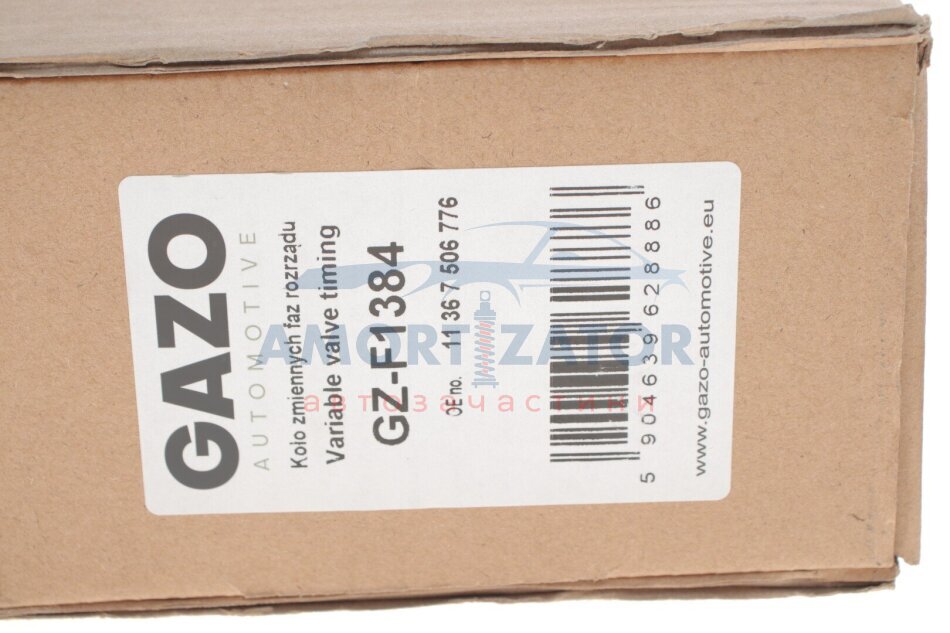 GAZO
AUTOMOTIVE
Koło zmiennych faz rozrządu
Variable valve timing
GZ-F1384
OE no. 11 36 7 506 776
5 904639 628886
www.gazo-automotive.eu
AMORTIZATOR
автозачастини